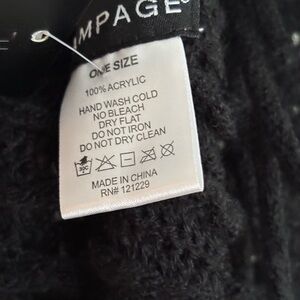 MPAGE
ONE SIZE
100% ACRYLIC
HAND WASH COLD
NO BLEACH
DRY FLAT
DO NOT IRON
DO NOT DRY CLEAN
30C
MADE IN CHINA
RN# 121229